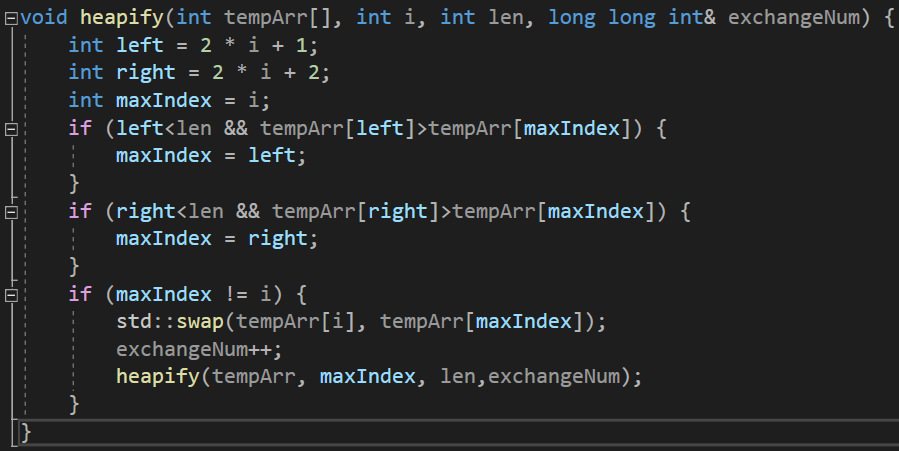 void heapify(int tempArr[], int i, int len, long long int& exchangeNum) {
    int left = 2 * i + 1;
    int right = 2 * i + 2;
    int maxIndex = i;
    if (left<len && tempArr[left]>tempArr[maxIndex]) {
        maxIndex = left;
    }
    if (right<len && tempArr[right]>tempArr[maxIndex]) {
        maxIndex = right;
    }
    if (maxIndex != i) {
        std::swap(tempArr[i], tempArr[maxIndex]);
        exchangeNum++;
        heapify(tempArr, maxIndex, len,exchangeNum);
    }
}